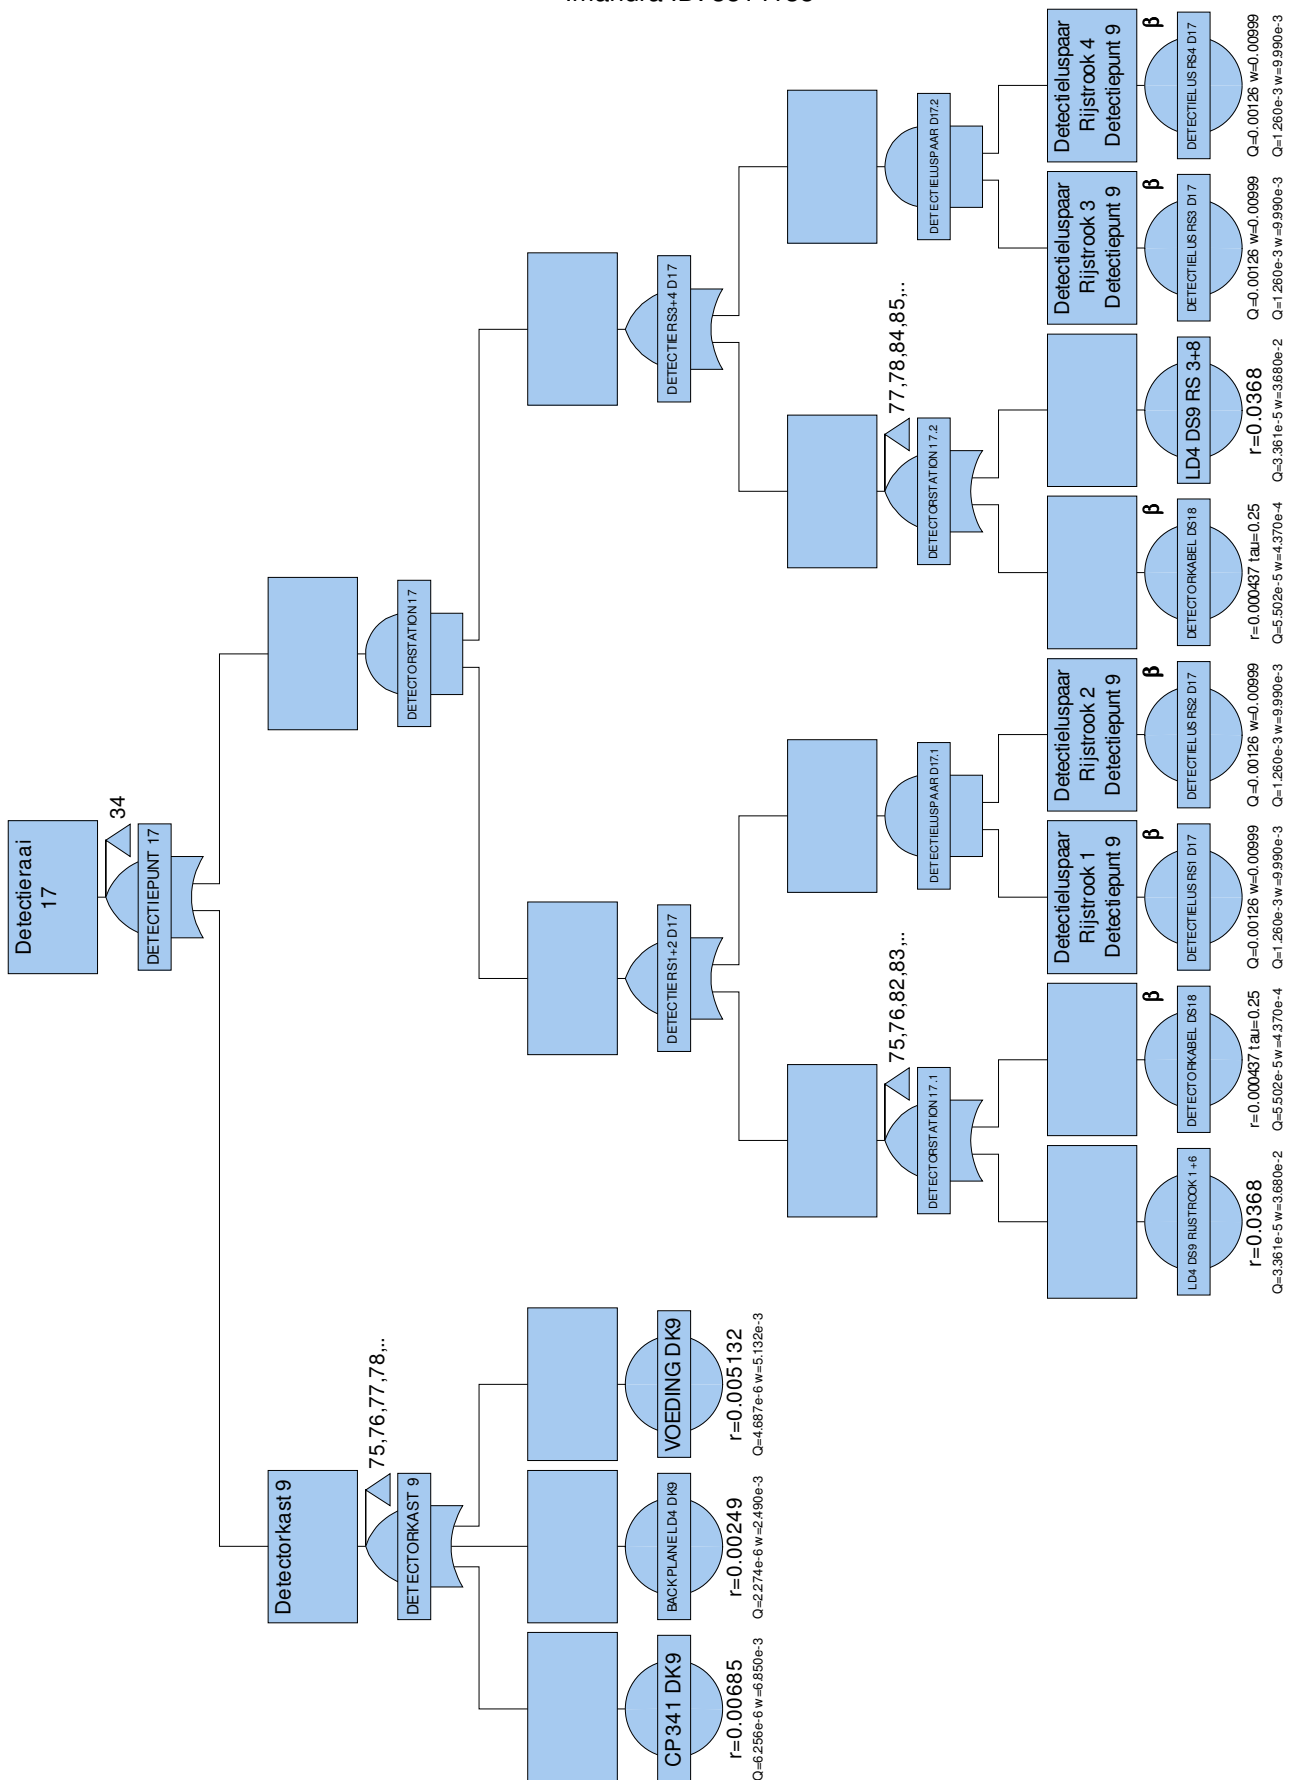 Detectieraai
17
34
DETECTIEPUNT 17
Detectorkast 9
75,76,77,78,..
DETECTORKAST 9
DETECTORSTATION17
CP341 DK9
r=0.00685
Q=6.256e-6 w=6.850e-3
BACKPLANE LD4 DK9
r=0.00249
Q=2.274e-6 w=2.490e-3
VOEDING DK9
r=0.005132
Q=4.687e-6 w=5.132e-3
DETECTIE RS1+2 D17
DETECTIE RS3+4 D17
75,76,82,83,..
DETECTORSTATION17.1
DETECTIELUSPAAR D17.1
77,78,84,85,..
DETECTORSTATION17.2
DETECTIELUSPAAR D17.2
LD4 DS9 RIJSTROOK 1+6
r=0.0368
Q=3.361e-5 w=3.680e-2
β
DETECTORKABEL DS18
r=0.000437 tau=0.25
Q=5.502e-5 w=4.370e-4
Detectieluspaar
Rijstrook 1
Detectiepunt 9
β
DETECTIELUS RS1 D17
Q=0.00126 w=0.00999
Q=1.260e-3 w=9.990e-3
Detectieluspaar
Rijstrook 2
Detectiepunt 9
β
DETECTIELUS RS2 D17
Q=0.00126 w=0.00999
Q=1.260e-3 w=9.990e-3
β
DETECTORKABEL DS18
r=0.000437 tau=0.25
Q=5.502e-5 w=4.370e-4
LD4 DS9 RS 3+8
r=0.0368
Q=3.361e-5 w=3.680e-2
Detectieluspaar
Rijstrook 3
Detectiepunt 9
β
DETECTIELUS RS3 D17
Q=0.00126 w=0.00999
Q=1.260e-3 w=9.990e-3
Detectieluspaar
Rijstrook 4
Detectiepunt 9
β
DETECTIELUS RS4 D17
Q=0.00126 w=0.00999
Q=1.260e-3 w=9.990e-3